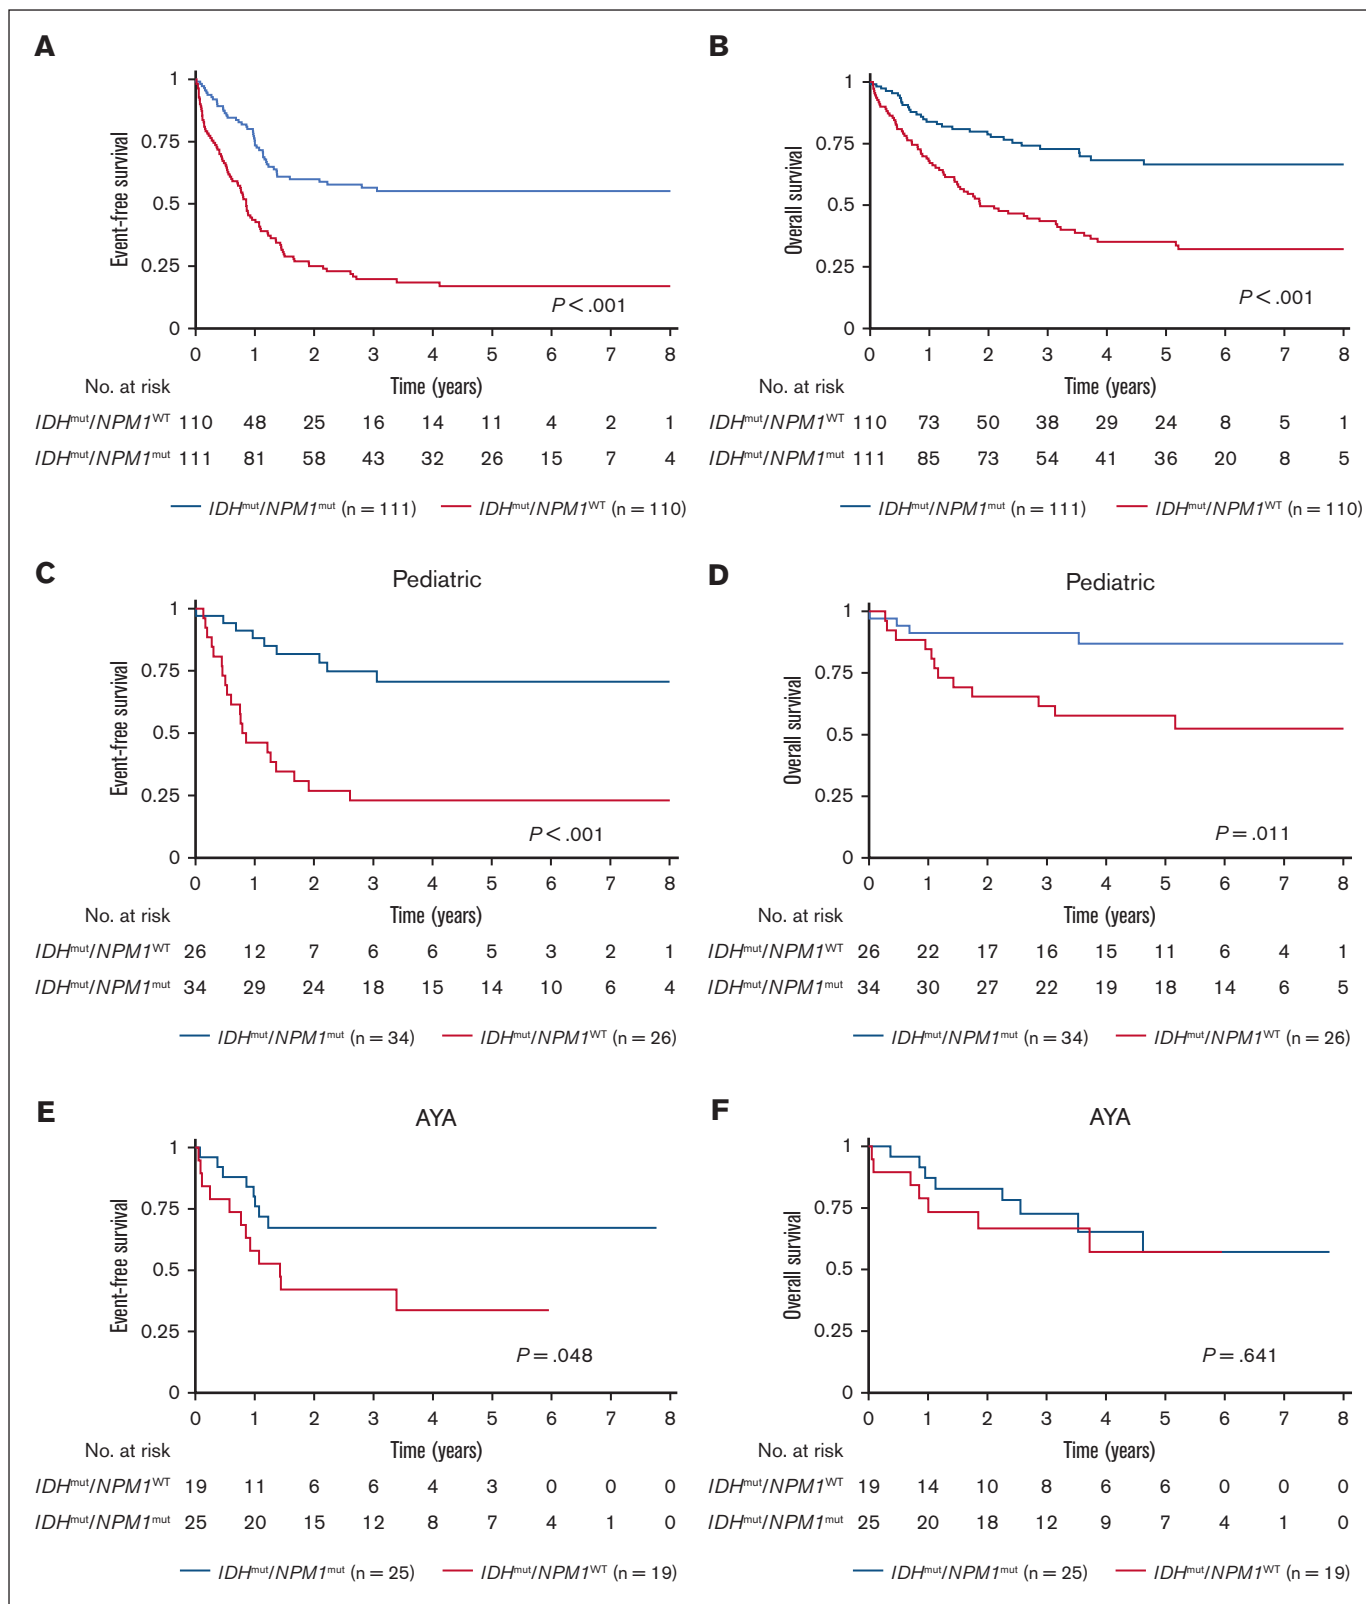 A
Event-free survival
1
0.75
0.5
0.25
0
P < .001
0 1 2 3 4 5 6 7 8
No. at risk Time (years)
IDHmut/NPM1WT 110 48 25 16 14 11 4 2 1
IDHmut/NPM1mut 111 81 58 43 32 26 15 7 4
IDHmut/NPM1mut (n = 111) IDHmut/NPM1WT (n = 110)
B
Overall survival
1
0.75
0.5
0.25
0
P < .001
0 1 2 3 4 5 6 7 8
No. at risk Time (years)
IDHmut/NPM1WT 110 73 50 38 29 24 8 5 1
IDHmut/NPM1mut 111 85 73 54 41 36 20 8 5
IDHmut/NPM1mut (n = 111) IDHmut/NPM1WT (n = 110)
C
Pediatric
Event-free survival
1
0.75
0.5
0.25
0
P < .001
0 1 2 3 4 5 6 7 8
No. at risk Time (years)
IDHmut/NPM1WT 26 12 7 6 6 5 3 2 1
IDHmut/NPM1mut 34 29 24 18 15 14 10 6 4
IDHmut/NPM1mut (n = 34) IDHmut/NPM1WT (n = 26)
D
Pediatric
Overall survival
1
0.75
0.5
0.25
0
P = .011
0 1 2 3 4 5 6 7 8
No. at risk Time (years)
IDHmut/NPM1WT 26 22 17 16 15 11 6 4 1
IDHmut/NPM1mut 34 30 27 22 19 18 14 6 5
IDHmut/NPM1mut (n = 34) IDHmut/NPM1WT (n = 26)
E
AYA
Event-free survival
1
0.75
0.5
0.25
0
P = .048
0 1 2 3 4 5 6 7 8
No. at risk Time (years)
IDHmut/NPM1WT 19 11 6 6 4 3 0 0 0
IDHmut/NPM1mut 25 20 15 12 8 7 4 1 0
IDHmut/NPM1mut (n = 25) IDHmut/NPM1WT (n = 19)
F
AYA
Overall survival
1
0.75
0.5
0.25
0
P = .641
0 1 2 3 4 5 6 7 8
No. at risk Time (years)
IDHmut/NPM1WT 19 14 10 8 6 6 0 0 0
IDHmut/NPM1mut 25 20 18 12 9 7 4 1 0
IDHmut/NPM1mut (n = 25) IDHmut/NPM1WT (n = 19)